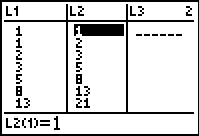 L1 L2 L3 2
1 1 ------
1 2
2 3
3 5
5 8
8 13
13 21
L2(1)=1